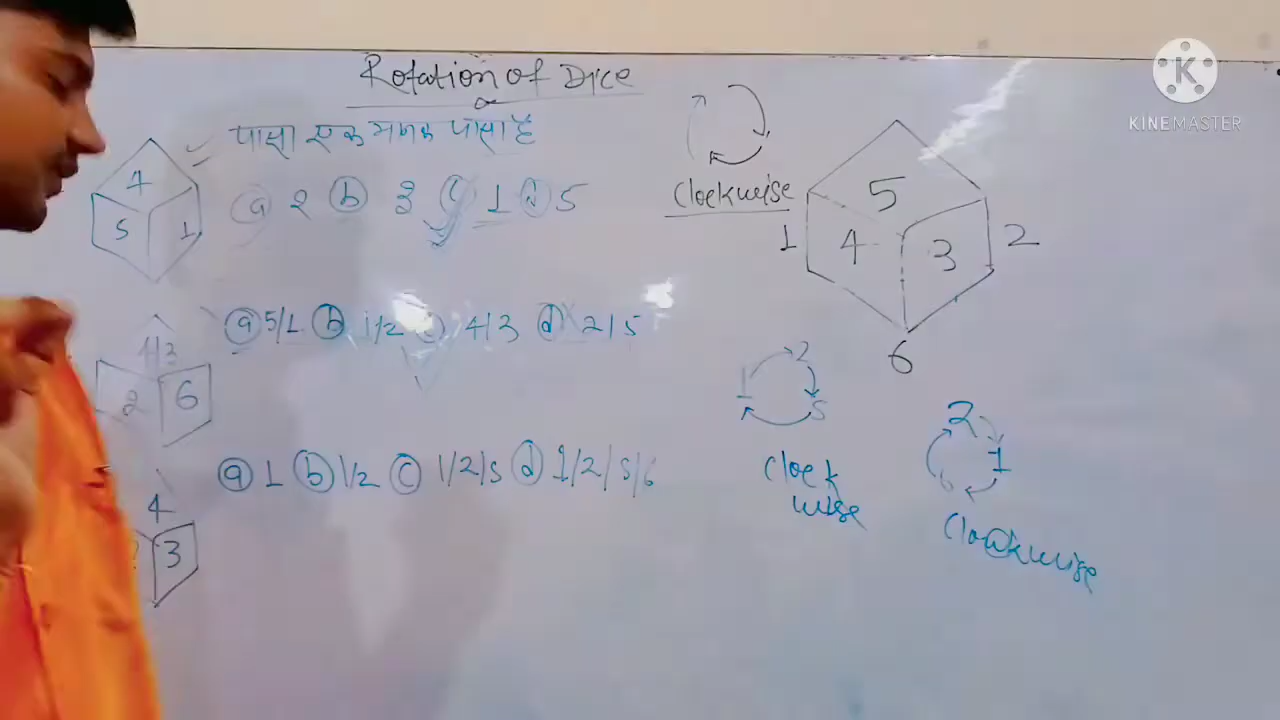 Rotation of Dice
पासा एक मानक पासा है
4
5 1
ⓐ 2 ⓑ 3 ⓒ 1 ⓓ 5
ⓐ 5/1 ⓑ 1/2 ⓒ 4/3 ⓓ 2/5
4/3
2 6
ⓐ 1 ⓑ 1/2 ⓒ 1/2/5 ⓓ 1/2/5/6
4
3
Clockwise
5
1 4 3 2
6
1 2 5
Clock
wise
2 1 6
Clockwise
KINEMASTER